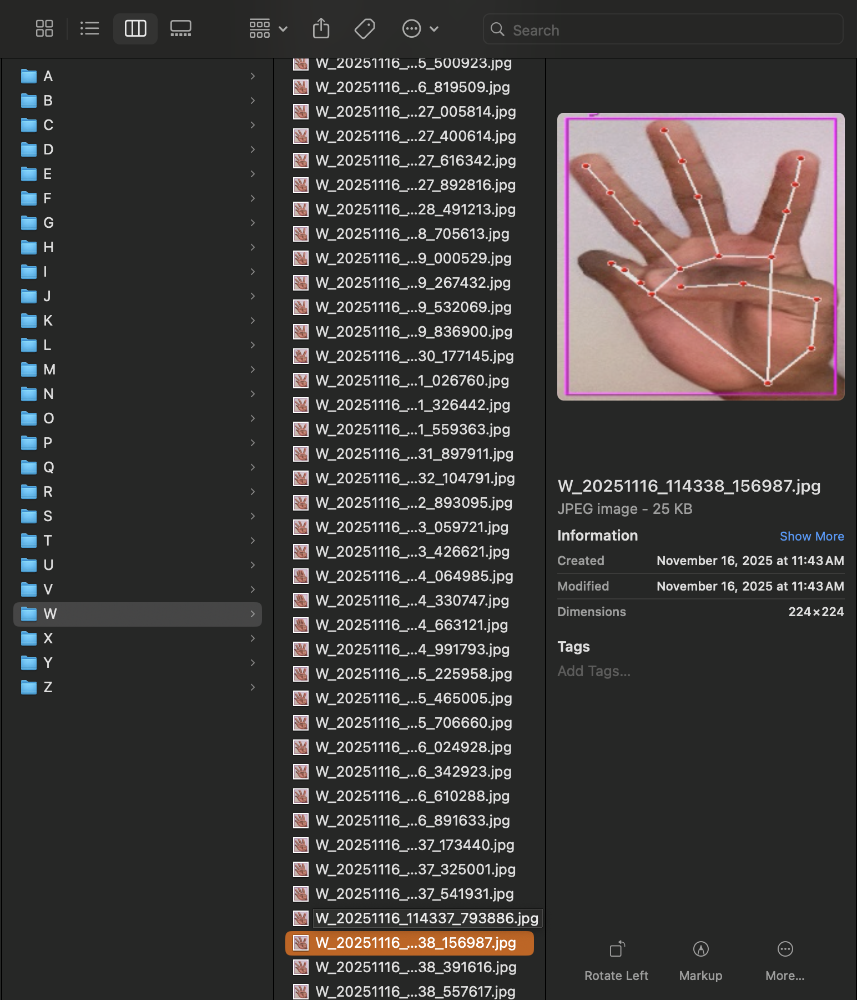 Search
A
B
C
D
E
F
G
H
I
J
K
L
M
N
O
P
Q
R
S
T
U
V
W
X
Y
Z
W_20251116_...5_500923.jpg
W_20251116_...6_819509.jpg
W_20251116_...27_005814.jpg
W_20251116_...27_400614.jpg
W_20251116_...27_616342.jpg
W_20251116_...27_892816.jpg
W_20251116_...28_491213.jpg
W_20251116_...8_705613.jpg
W_20251116_...9_000529.jpg
W_20251116_...9_267432.jpg
W_20251116_...9_532069.jpg
W_20251116_...9_836900.jpg
W_20251116_...30_177145.jpg
W_20251116_...1_026760.jpg
W_20251116_...1_326442.jpg
W_20251116_...1_559363.jpg
W_20251116_...31_897911.jpg
W_20251116_...32_104791.jpg
W_20251116_...2_893095.jpg
W_20251116_...3_059721.jpg
W_20251116_...3_426621.jpg
W_20251116_...4_064985.jpg
W_20251116_...4_330747.jpg
W_20251116_...4_663121.jpg
W_20251116_...4_991793.jpg
W_20251116_...5_225958.jpg
W_20251116_...5_465005.jpg
W_20251116_...5_706660.jpg
W_20251116_...6_024928.jpg
W_20251116_...6_342923.jpg
W_20251116_...6_610288.jpg
W_20251116_...6_891633.jpg
W_20251116_...37_173440.jpg
W_20251116_...37_325001.jpg
W_20251116_...37_541931.jpg
W_20251116_114337_793886.jpg
W_20251116_...38_156987.jpg
W_20251116_...38_391616.jpg
W_20251116_...38_557617.jpg
W_20251116_114338_156987.jpg
JPEG image - 25 KB
Information Show More
Created November 16, 2025 at 11:43 AM
Modified November 16, 2025 at 11:43 AM
Dimensions 224×224
Tags
Add Tags...
Rotate Left Markup More...